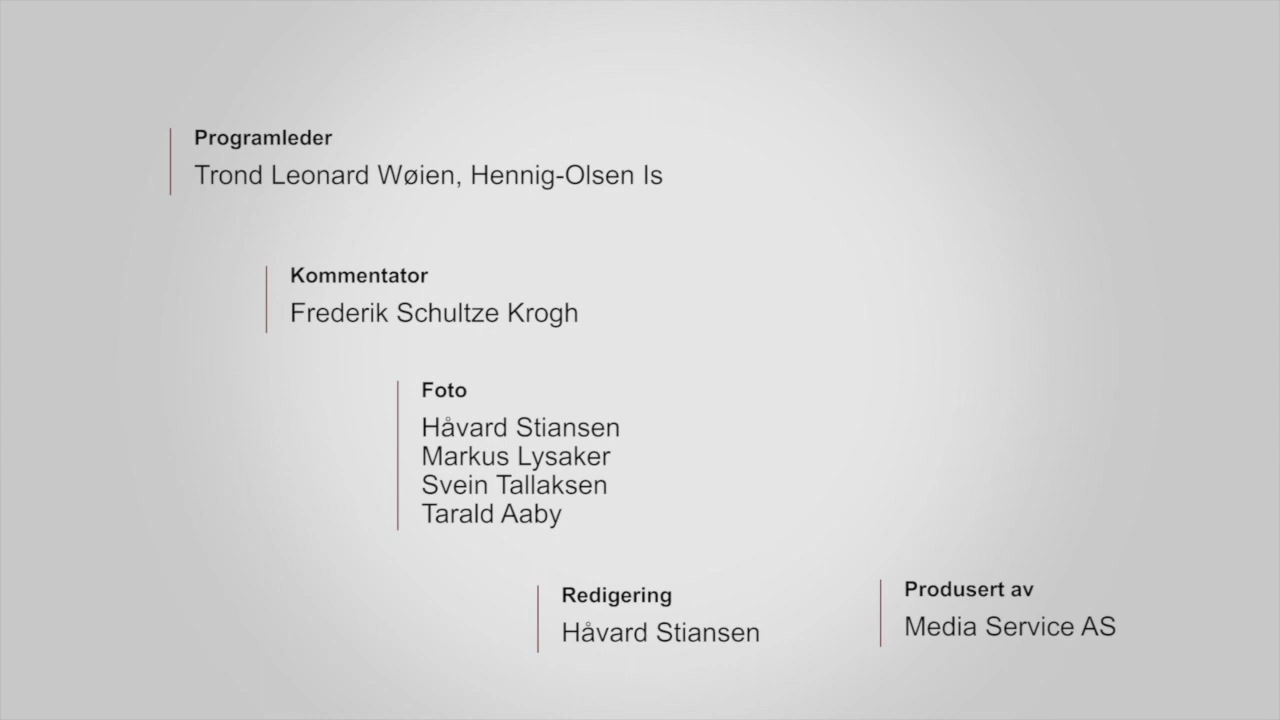 Programleder
Trond Leonard Wøien, Hennig-Olsen Is
Kommentator
Frederik Schultze Krogh
Foto
Håvard Stiansen
Markus Lysaker
Svein Tallaksen
Tarald Aaby
Redigering
Håvard Stiansen
Produsert av
Media Service AS